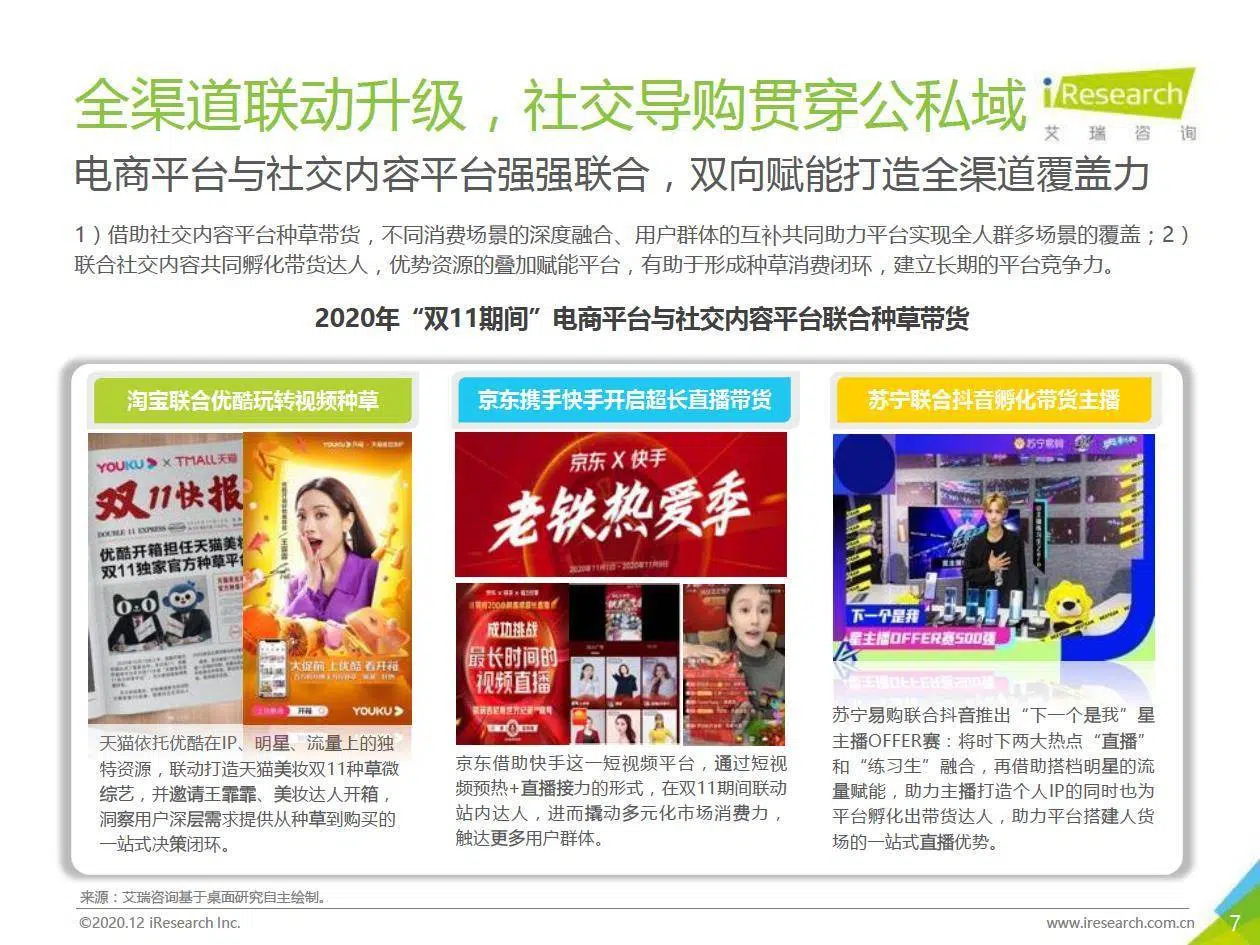 全渠道联动升级，社交导购贯穿公私域
iResearch
艾瑞咨询
电商平台与社交内容平台强强联合，双向赋能打造全渠道覆盖力
1）借助社交内容平台种草带货，不同消费场景的深度融合、用户群体的互补共同助力平台实现全人群多场景的覆盖；2）
联合社交内容共同孵化带货达人，优势资源的叠加赋能平台，有助于形成种草消费闭环，建立长期的平台竞争力。
2020年“双11期间”电商平台与社交内容平台联合种草带货
淘宝联合优酷玩转视频种草
YOUKU × TMALL天猫
双11快报
DOUBLE 11 EXPRESS
优酷开箱担任天猫美妆
双11独家官方种草平台
王霏霏
大促前上优酷 看开箱
开箱
YOUKU
天猫依托优酷在IP、明星、流量上的独
特资源，联动打造天猫美妆双11种草微
综艺，并邀请王霏霏、美妆达人开箱，
洞察用户深层需求提供从种草到购买的
一站式决策闭环。
京东携手快手开启超长直播带货
京东 X 快手
老铁热爱季
2020年11月1日 - 2020年11月9日
成功挑战
最长时间的
视频直播
京东借助快手这一短视频平台，通过短视
频预热+直播接力的形式，在双11期间联动
站内达人，进而撬动多元化市场消费力，
触达更多用户群体。
苏宁联合抖音孵化带货主播
苏宁易购
下一个是我
星主播OFFER赛500强
苏宁易购联合抖音推出“下一个是我”星
主播OFFER赛：将时下两大热点“直播”
和“练习生”融合，再借助搭档明星的流
量赋能，助力主播打造个人IP的同时也为
平台孵化出带货达人，助力平台搭建人货
场的一站式直播优势。
来源：艾瑞咨询基于桌面研究自主绘制。
©2020.12 iResearch Inc.
www.iresearch.com.cn
7